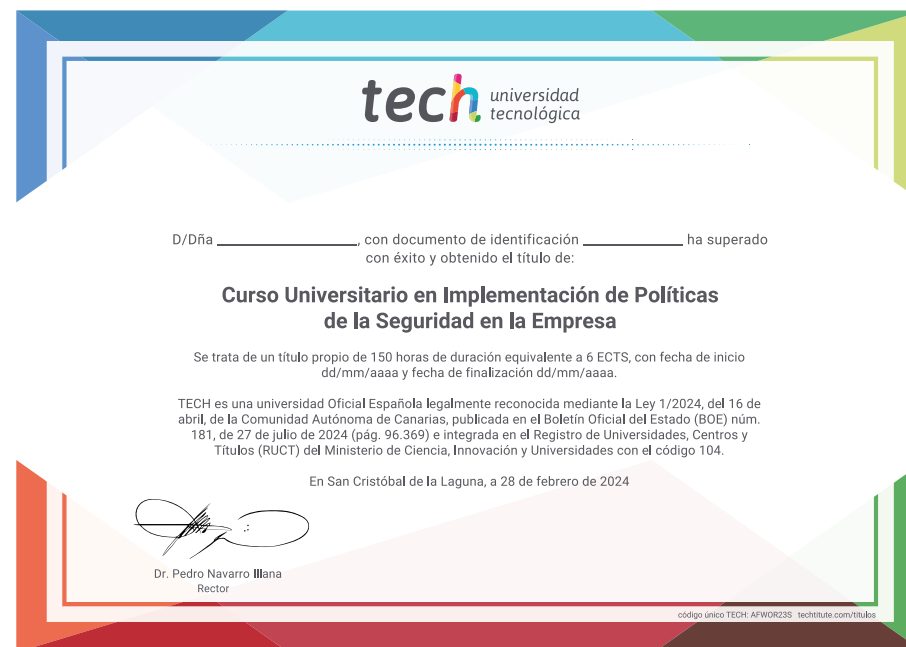 tech universidad
tecnológica
D/Dña ____________, con documento de identificación ____________ ha superado
con éxito y obtenido el título de:
Curso Universitario en Implementación de Políticas
de la Seguridad en la Empresa
Se trata de un título propio de 150 horas de duración equivalente a 6 ECTS, con fecha de inicio
dd/mm/aaaa y fecha de finalización dd/mm/aaaa.
TECH es una universidad Oficial Española legalmente reconocida mediante la Ley 1/2024, del 16 de
abril, de la Comunidad Autónoma de Canarias, publicada en el Boletín Oficial del Estado (BOE) núm.
181, de 27 de julio de 2024 (pág. 96.369) e integrada en el Registro de Universidades, Centros y
Títulos (RUCT) del Ministerio de Ciencia, Innovación y Universidades con el código 104.
En San Cristóbal de la Laguna, a 28 de febrero de 2024
Dr. Pedro Navarro Illana
Rector
código único TECH: AFWOR23S techtitute.com/titulos